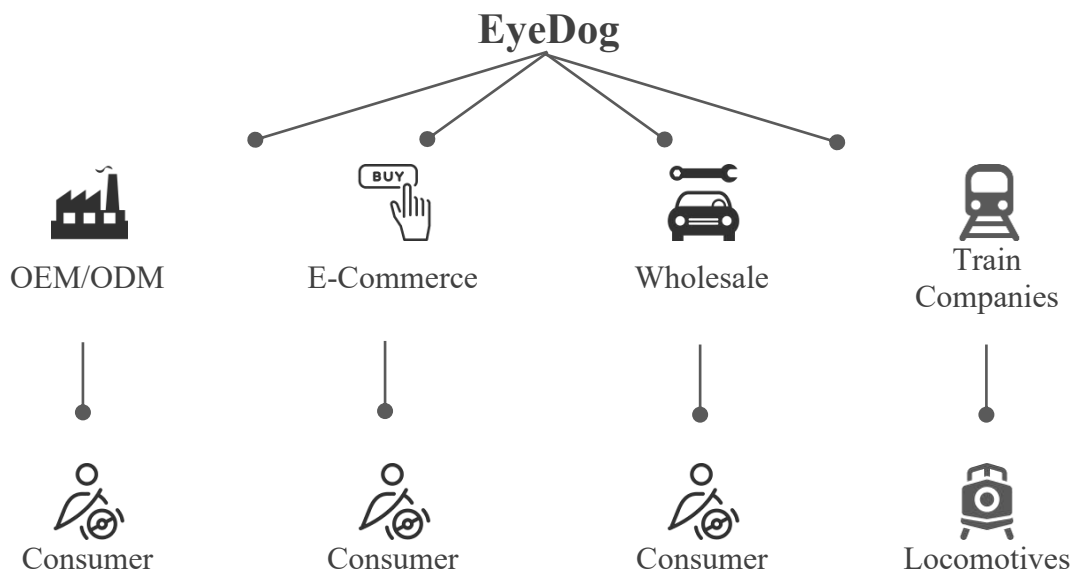 EyeDog
BUY
OEM/ODM
E-Commerce
Wholesale
Train
Companies
Consumer
Consumer
Consumer
Locomotives